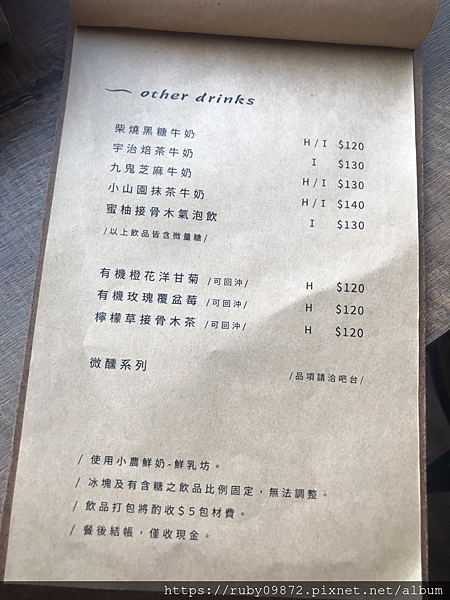 other drinks
柴燒黑糖牛奶 H / I $120
宇治焙茶牛奶 I $130
九鬼芝麻牛奶 H / I $130
小山園抹茶牛奶 H / I $140
蜜柚接骨木氣泡飲 I $130
/以上飲品皆含微量糖/
有機橙花洋甘菊 /可回沖/ H $120
有機玫瑰覆盆莓 /可回沖/ H $120
檸檬草接骨木茶 /可回沖/ H $120
微醺系列 /品項請洽吧台/
/ 使用小農鮮奶-鮮乳坊。
/ 冰塊及有含糖之飲品比例固定，無法調整。
/ 飲品打包將酌收$5包材費。
/ 餐後結帳，僅收現金。
https://ruby09872.pixnet.net/album